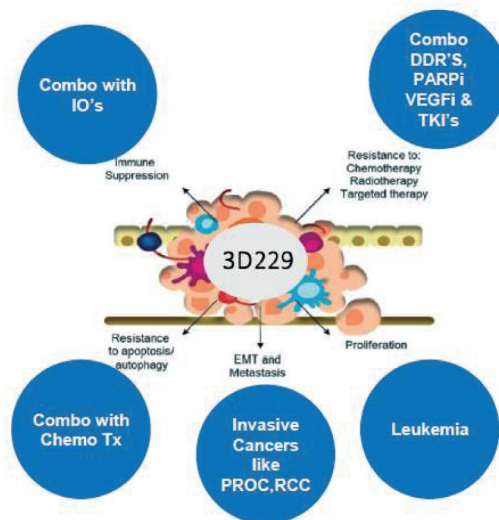 Combo with
IO's
Combo
DDR'S,
PARPi
VEGFi &
TKI's
Immune
Suppression
Resistance to:
Chemotherapy
Radiotherapy
Targeted therapy
3D229
Resistance
to apoptosis/
autophagy
EMT and
Metastasis
Proliferation
Combo with
Chemo Tx
Invasive
Cancers
like
PROC,RCC
Leukemia